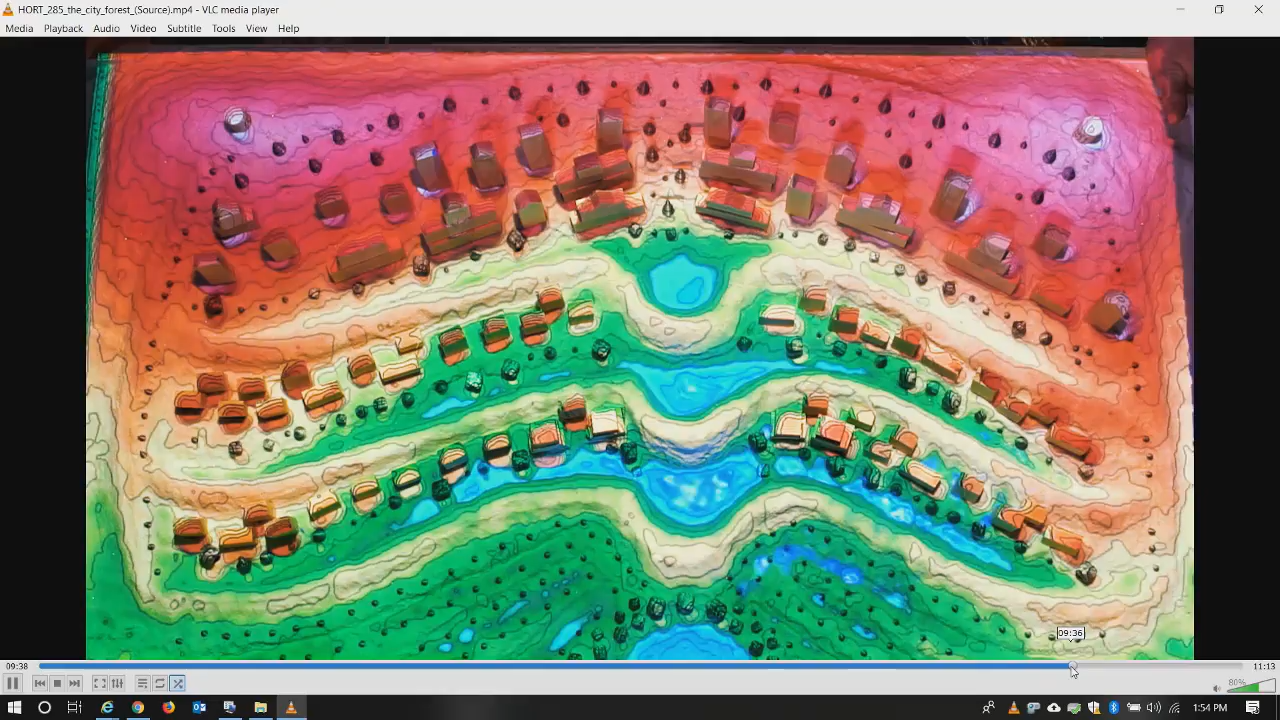 HORT_285_the_city_forest_(Source).mp4 - VLC media player
Media Playback Audio Video Subtitle Tools View Help
09:36
09:38
11:13
80%
1:54 PM